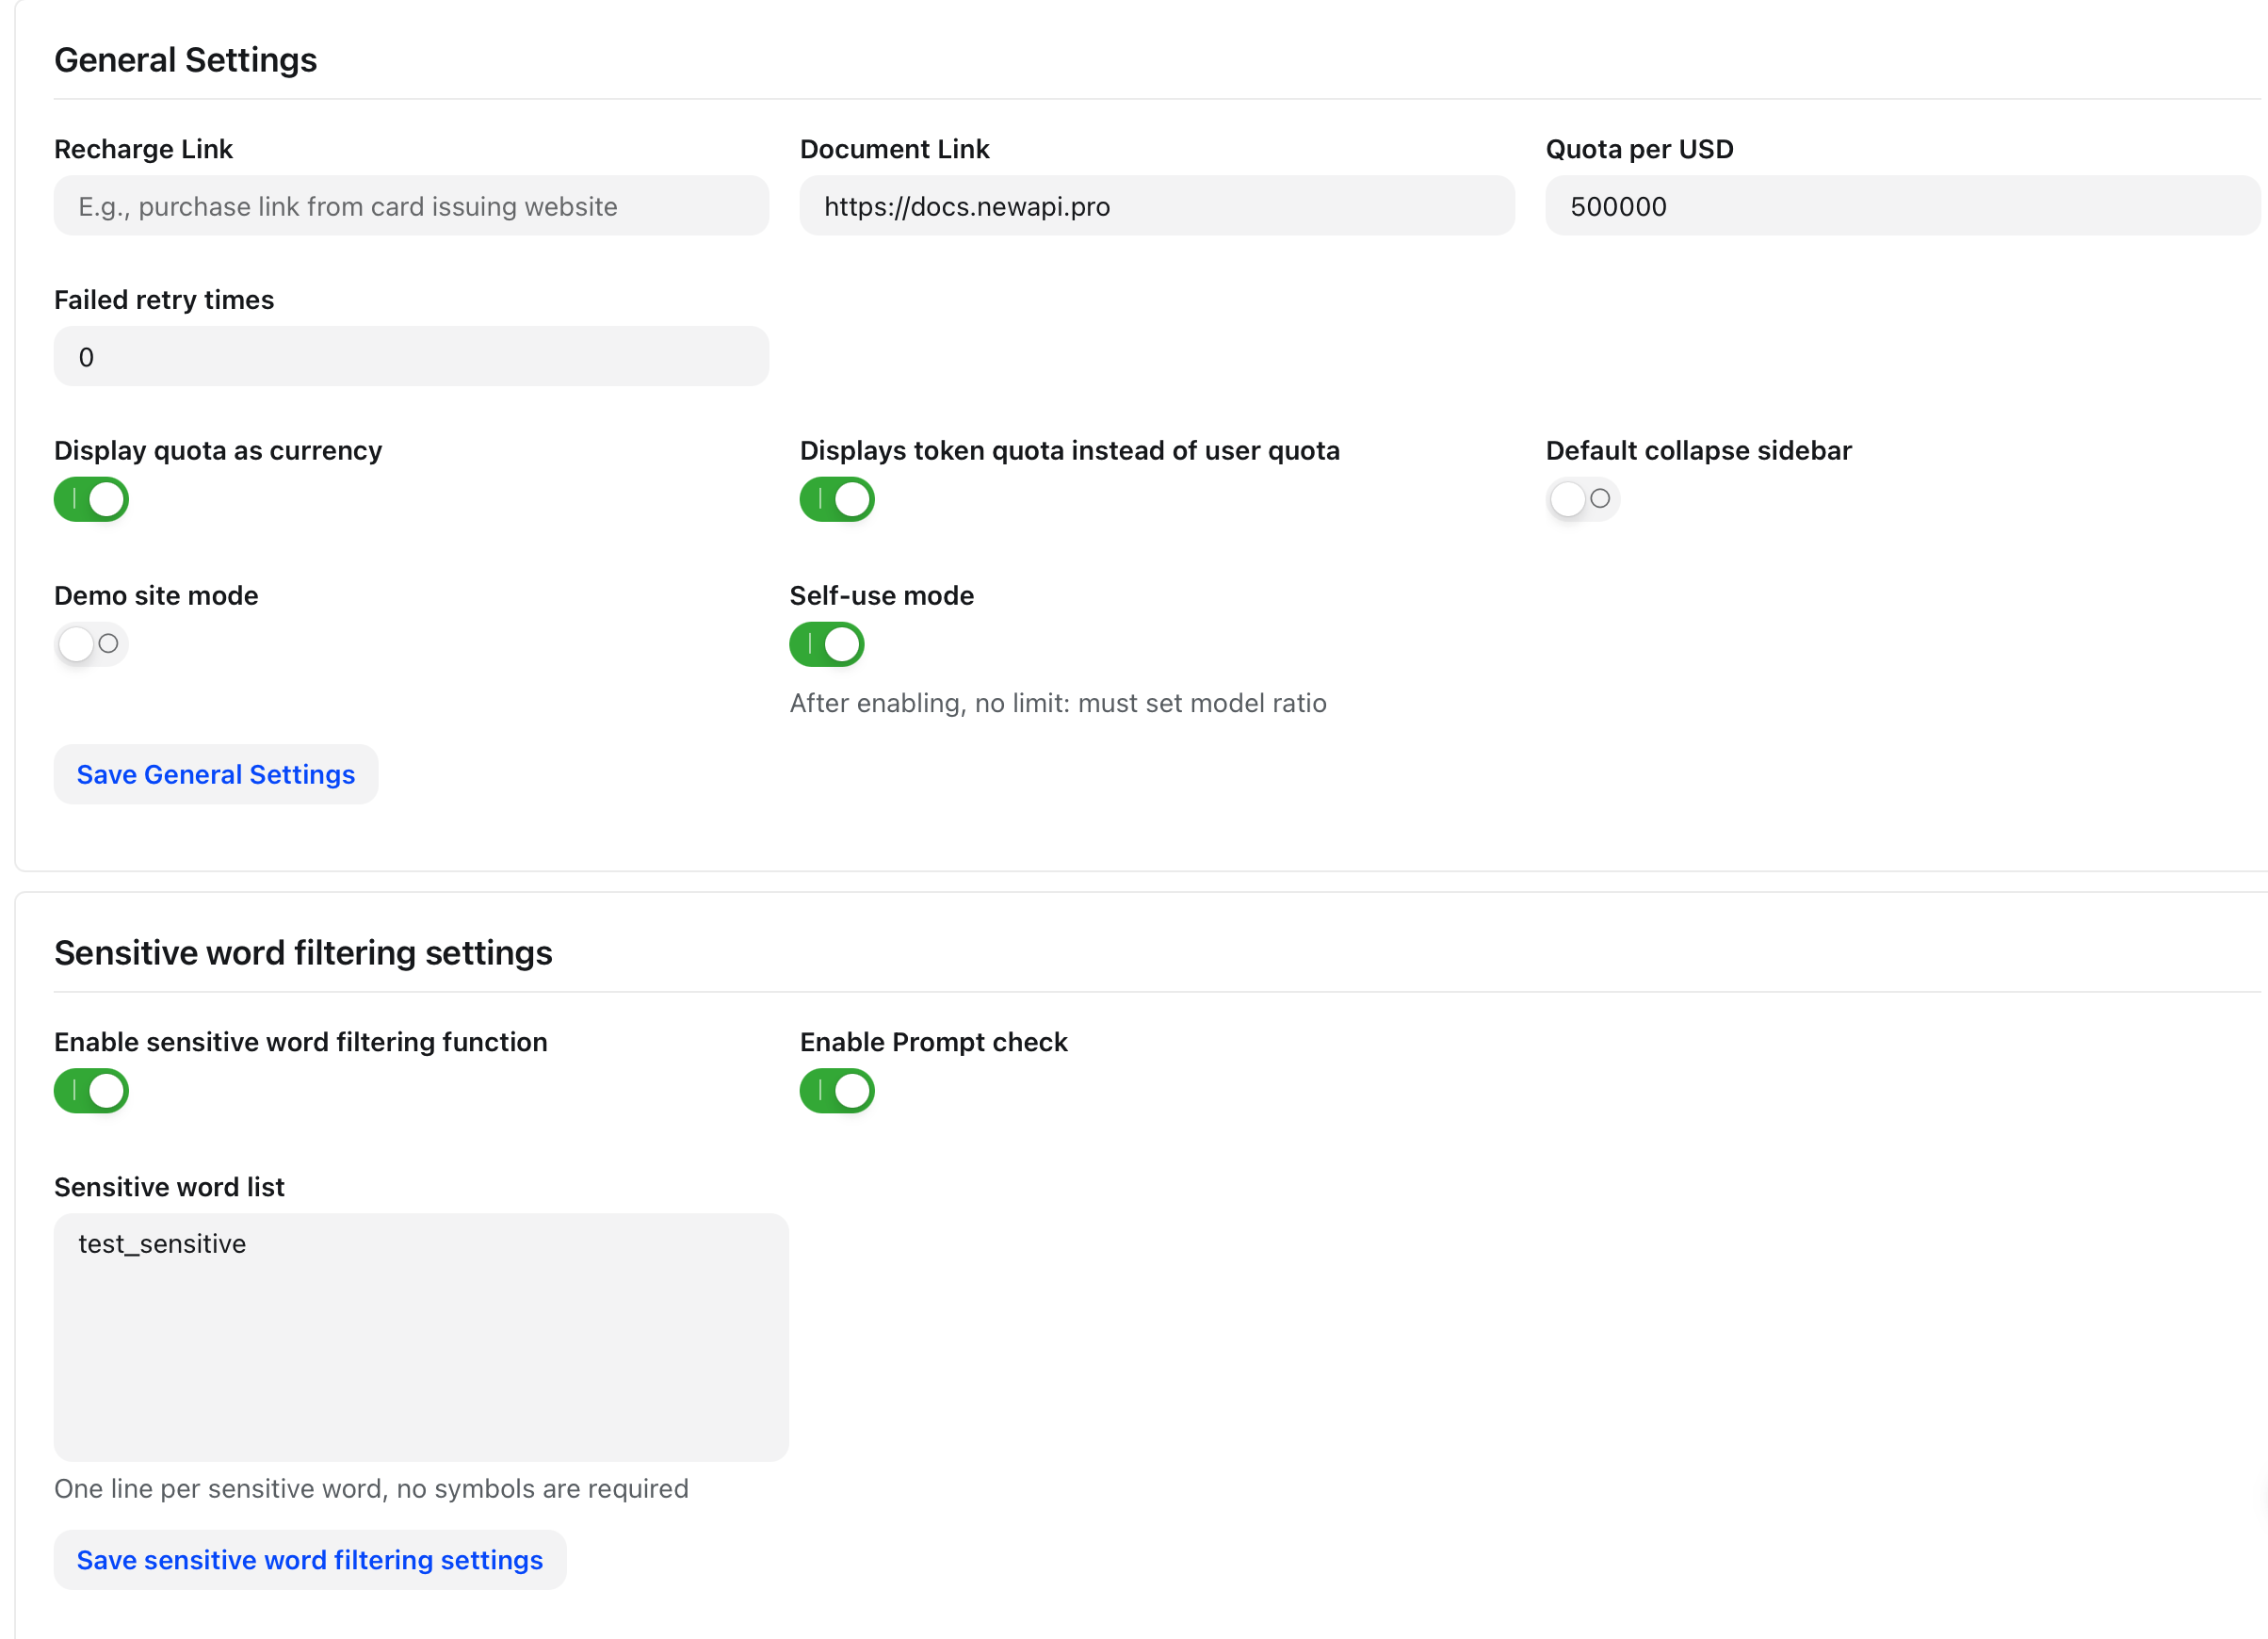 General Settings
Recharge Link
Document Link
Quota per USD
E.g., purchase link from card issuing website
https://docs.newapi.pro
500000
Failed retry times
0
Display quota as currency
Displays token quota instead of user quota
Default collapse sidebar
Demo site mode
Self-use mode
After enabling, no limit: must set model ratio
Save General Settings
Sensitive word filtering settings
Enable sensitive word filtering function
Enable Prompt check
Sensitive word list
test_sensitive
One line per sensitive word, no symbols are required
Save sensitive word filtering settings